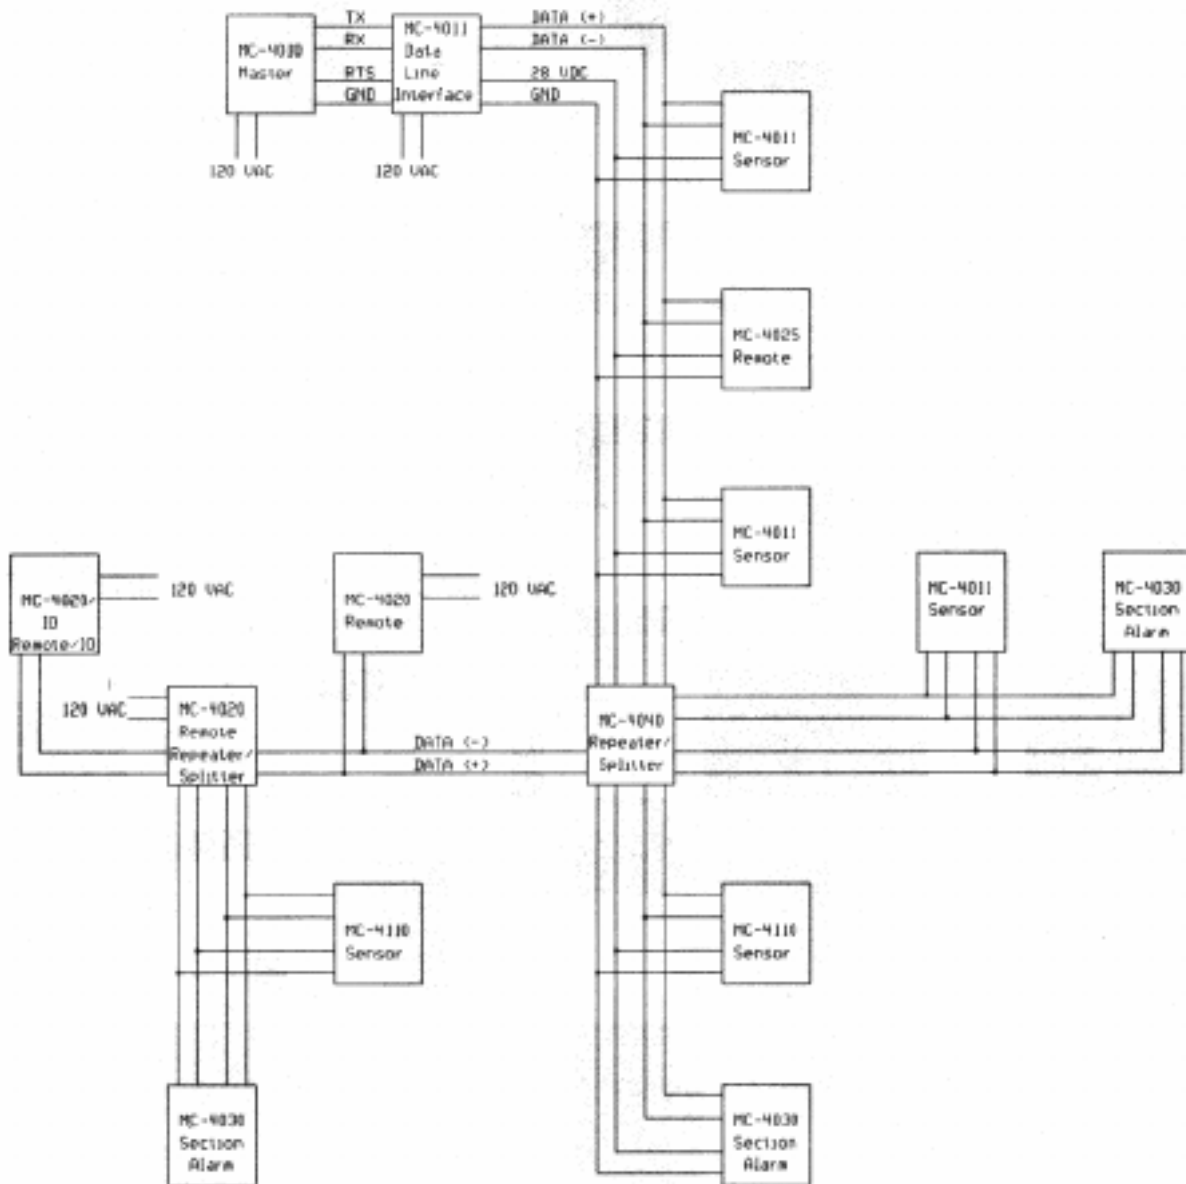 TX
DATA (+)
MC-4011
RX
DATA (-)
MC-4010
Data
Master
RTS
Line
28 VDC
GND
Interface
GND
MC-4011
Sensor
120 VAC
120 VAC
MC-4025
Remote
MC-4011
Sensor
MC-4020/
IO
Remote/IO
120 VAC
MC-4020
Remote
120 VAC
MC-4011
Sensor
MC-4030
Section
Alarm
120 VAC
MC-4020
Remote
Repeater/
Splitter
DATA (-)
DATA (+)
MC-4040
Repeater/
Splitter
MC-4110
Sensor
MC-4110
Sensor
MC-4030
Section
Alarm
MC-4030
Section
Alarm